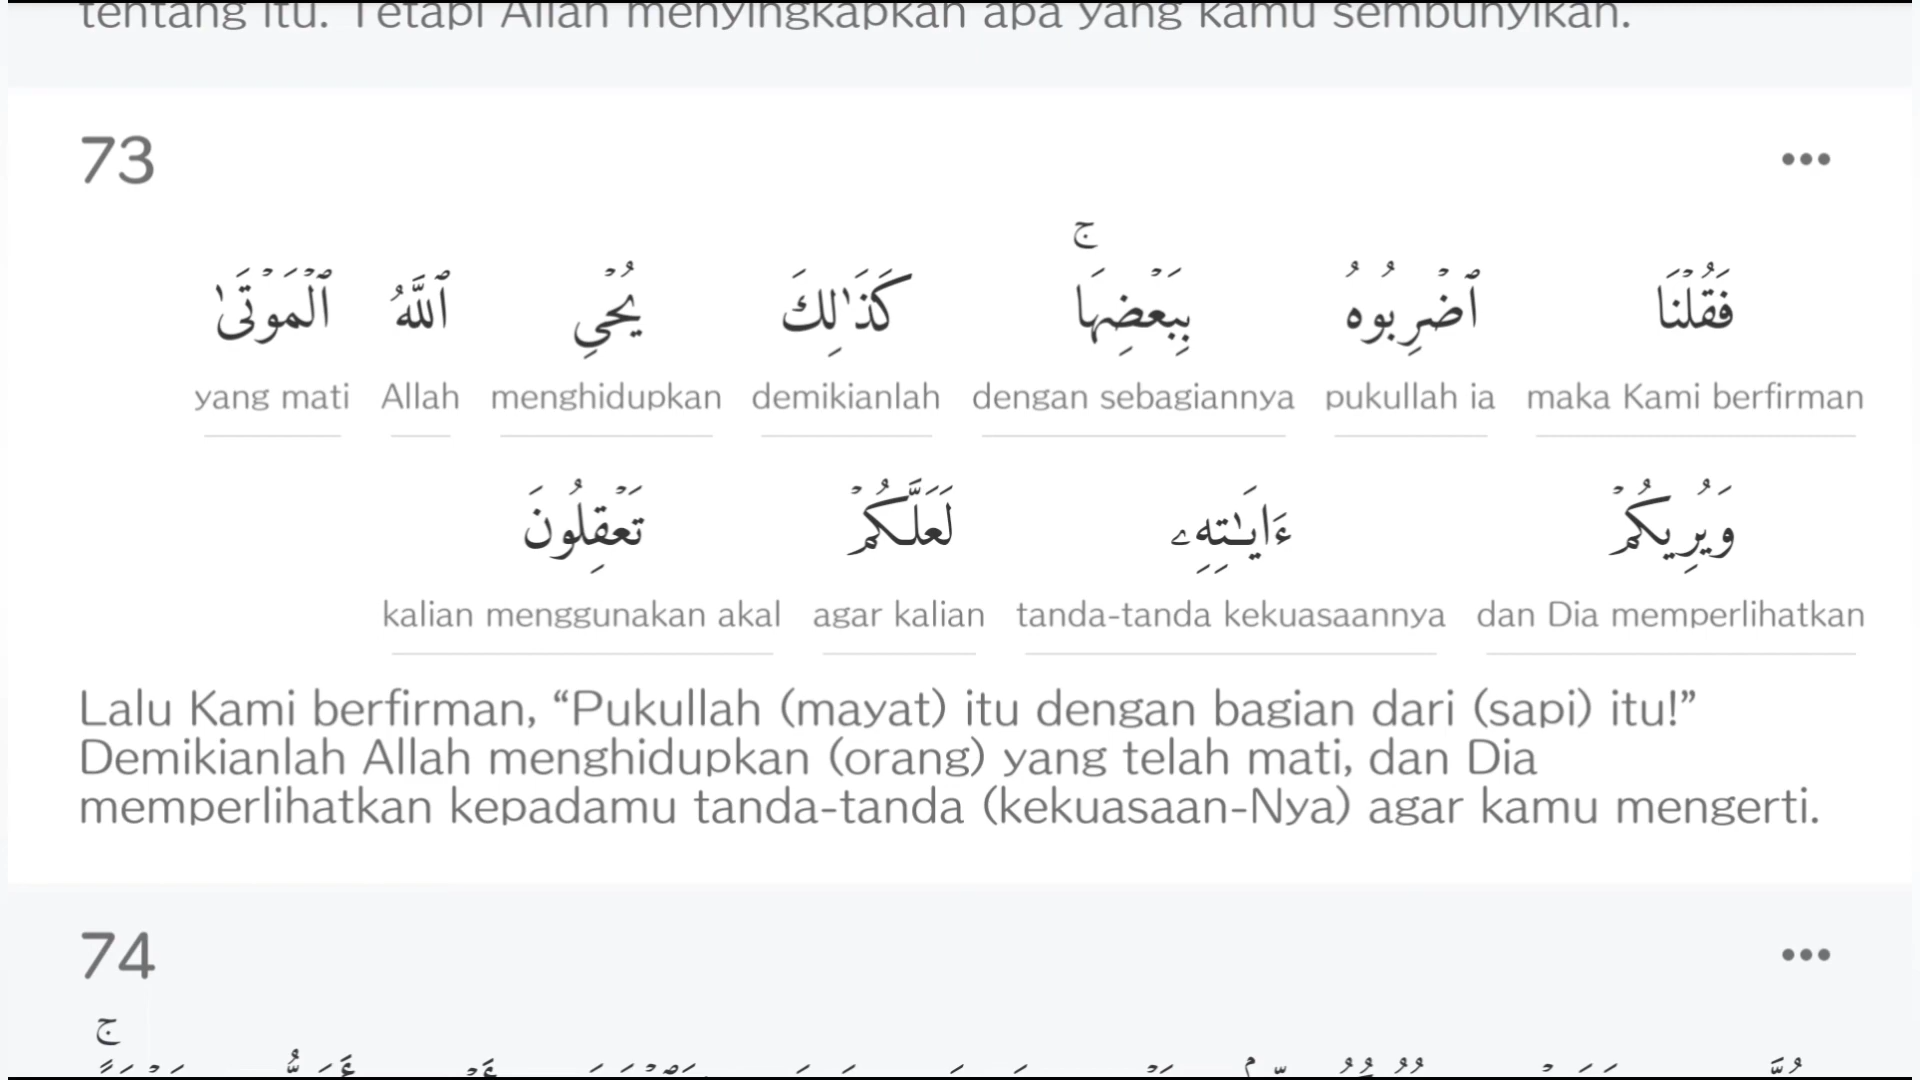 tentang itu. Tetapi Allah menyingkapkan apa yang kamu sembunyikan.
73
فَقُلْنَا ٱضْرِبُوهُ بِبَعْضِهَا ۚ كَذَٰلِكَ يُحْيِ ٱللَّهُ ٱلْمَوْتَىٰ
yang mati Allah menghidupkan demikianlah dengan sebagiannya pukullah ia maka Kami berfirman
وَيُرِيكُمْ ءَايَـٰتِهِۦ لَعَلَّكُمْ تَعْقِلُونَ
kalian menggunakan akal agar kalian tanda-tanda kekuasaannya dan Dia memperlihatkan
Lalu Kami berfirman, “Pukullah (mayat) itu dengan bagian dari (sapi) itu!”
Demikianlah Allah menghidupkan (orang) yang telah mati, dan Dia
memperlihatkan kepadamu tanda-tanda (kekuasaan-Nya) agar kamu mengerti.
74